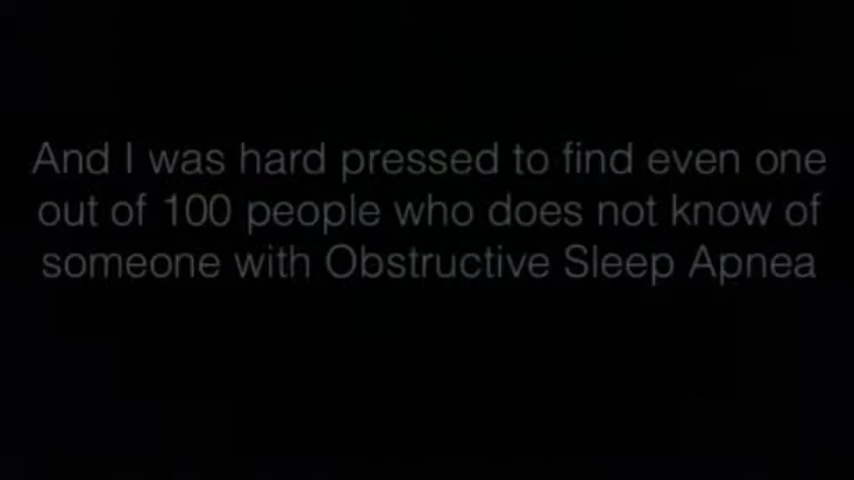 And I was hard pressed to find even one
out of 100 people who does not know of
someone with Obstructive Sleep Apnea